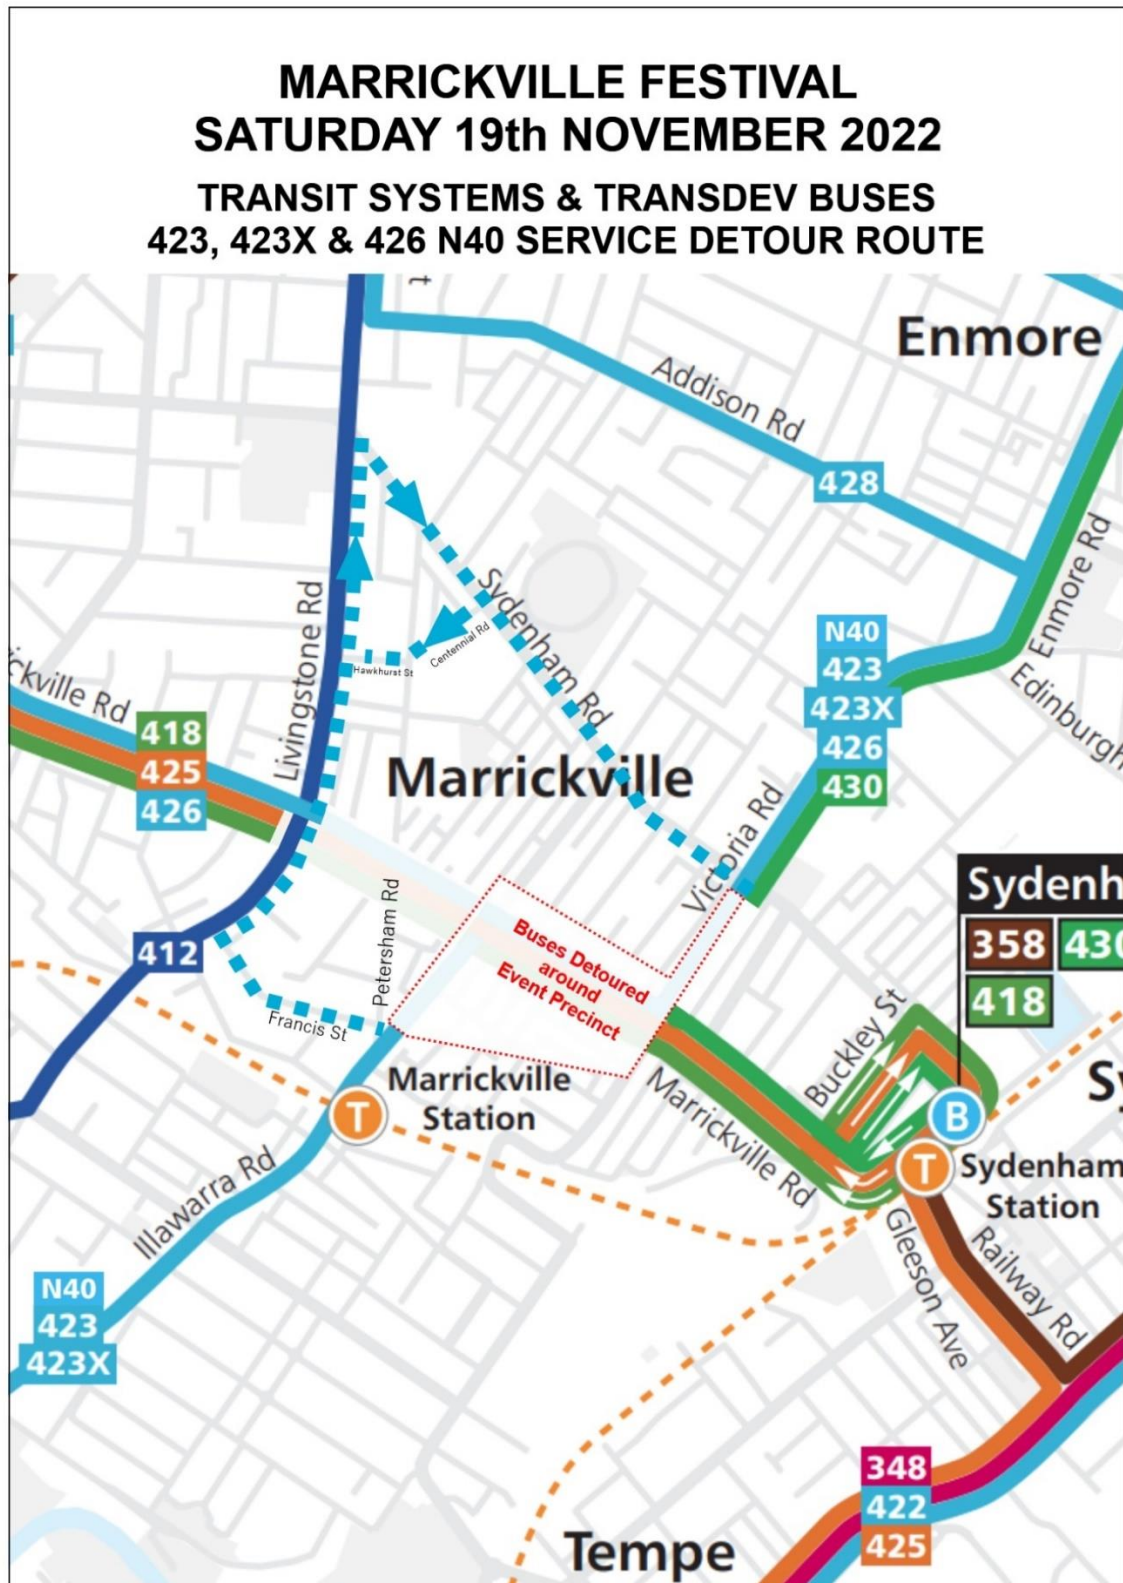 MARRICKVILLE FESTIVAL
SATURDAY 19th NOVEMBER 2022
TRANSIT SYSTEMS & TRANSDEV BUSES
423, 423X & 426 N40 SERVICE DETOUR ROUTE
t
Enmore
Addison Rd
428
Enmore Rd
Sydenham Rd
Livingstone Rd
Centennial Rd
Hawkhurst St
N40
423
423X
426
430
Edinburgh
ckville Rd
418
425
426
Marrickville
Victoria Rd
Sydenh
358
430
418
412
Petersham Rd
Buses Detoured
around
Event Precinct
Francis St
Buckley St
Marrickville
Station
T
B
Sy
Marrickville Rd
T
Sydenham
Station
Illawarra Rd
Gleeson Ave
Railway Rd
N40
423
423X
348
422
425
Tempe